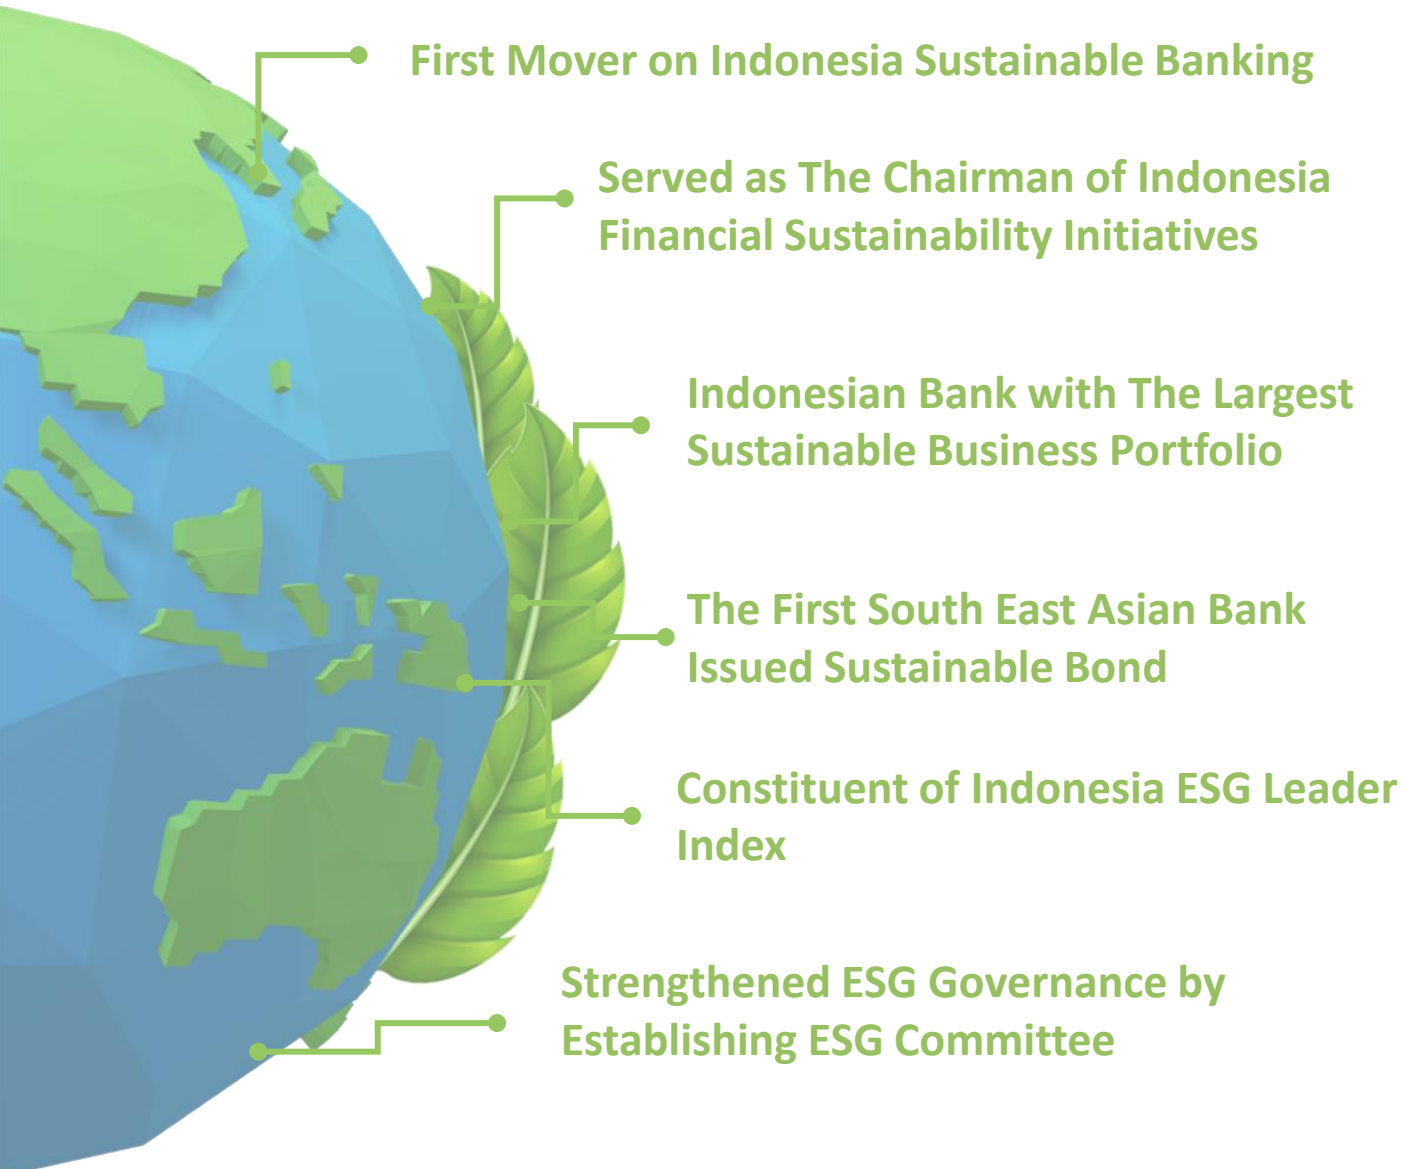 First Mover on Indonesia Sustainable Banking
Served as The Chairman of Indonesia
Financial Sustainability Initiatives
Indonesian Bank with The Largest
Sustainable Business Portfolio
The First South East Asian Bank
Issued Sustainable Bond
Constituent of Indonesia ESG Leader
Index
Strengthened ESG Governance by
Establishing ESG Committee